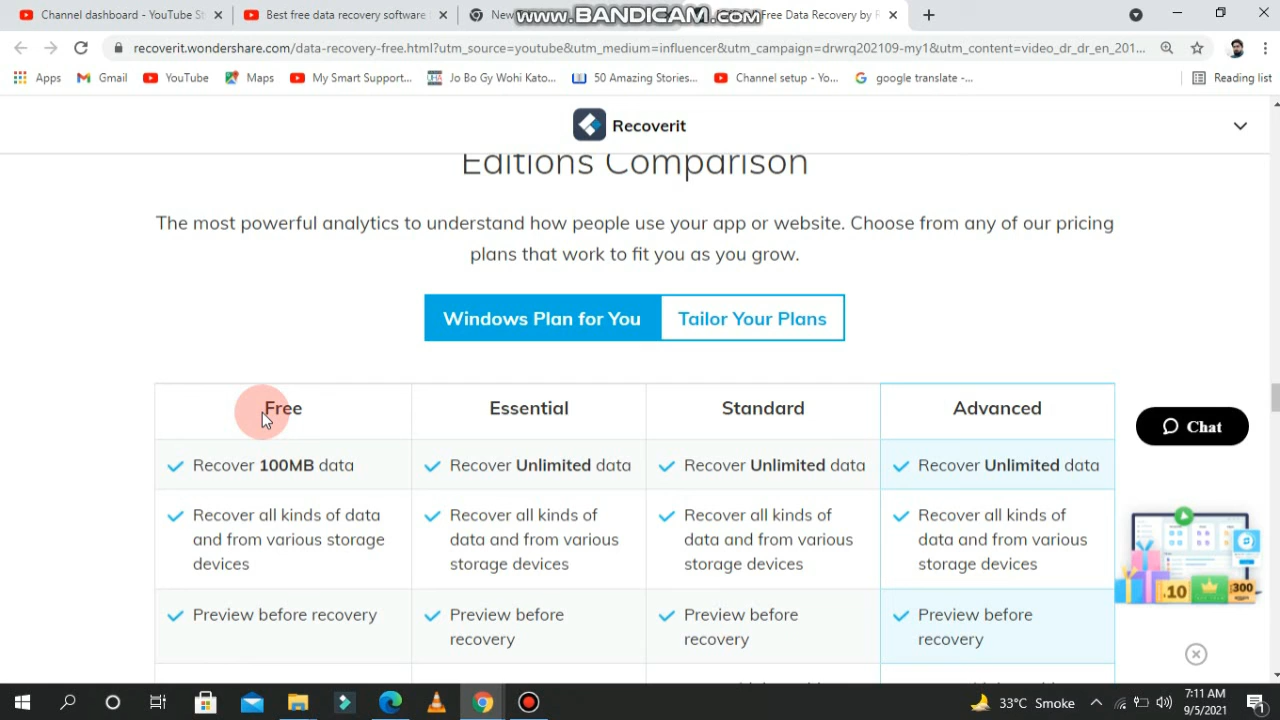 Channel dashboard - YouTube St
Best free data recovery software
New T
Free Data Recovery by R
www.BANDICAM.com
recoverit.wondershare.com/data-recovery-free.html?utm_source=youtube&utm_medium=influencer&utm_campaign=drwrq202109-my1&utm_content=video_dr_dr_en_201...
Apps
Gmail
YouTube
Maps
My Smart Support...
Jo Bo Gy Wohi Kato...
50 Amazing Stories...
Channel setup - Yo...
google translate -...
Reading list
Recoverit
Editions Comparison
The most powerful analytics to understand how people use your app or website. Choose from any of our pricing
plans that work to fit you as you grow.
Windows Plan for You
Tailor Your Plans
Free
Essential
Standard
Advanced
Recover 100MB data
Recover Unlimited data
Recover Unlimited data
Recover Unlimited data
Recover all kinds of data
and from various storage
devices
Recover all kinds of
data and from various
storage devices
Recover all kinds of
data and from various
storage devices
Recover all kinds of
data and from various
storage devices
Preview before recovery
Preview before
recovery
Preview before
recovery
Preview before
recovery
Chat
.10
300
33°C Smoke
7:11 AM
9/5/2021
1